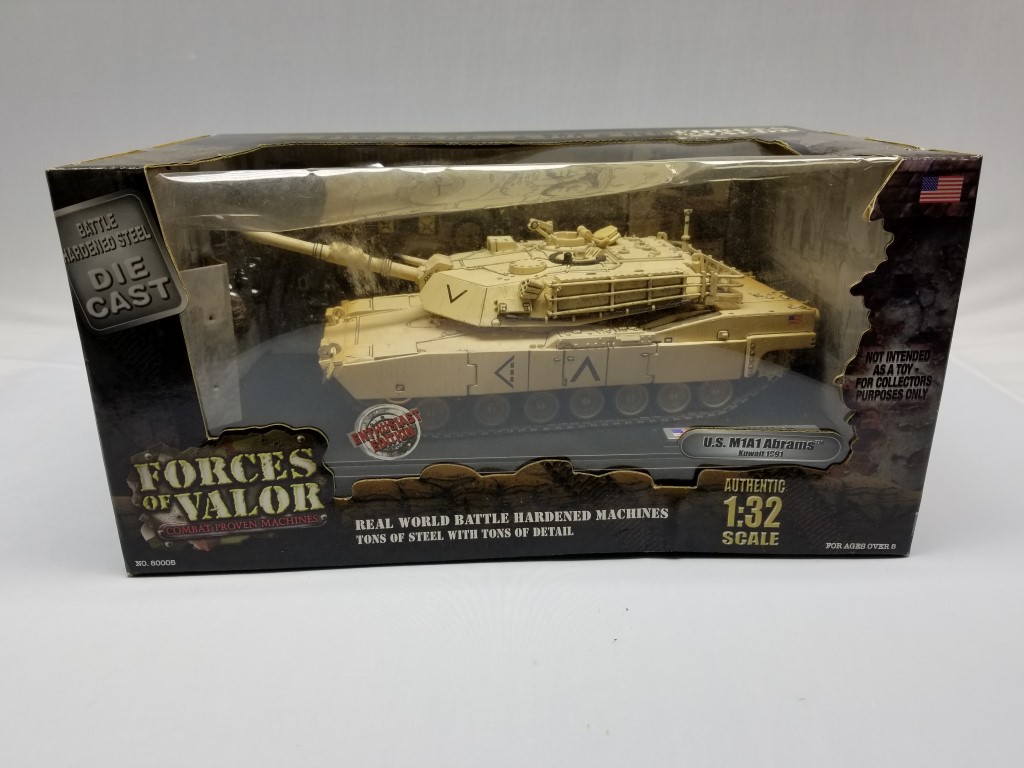 BATTLE
HARDENED STEEL
DIE
CAST
NOT INTENDED
AS A TOY -
FOR COLLECTORS
PURPOSES ONLY
ENTHUSIAST
U.S. M1A1 Abrams™
Kuwait 1991
FORCES
OF VALOR
COMBAT PROVEN MACHINES
REAL WORLD BATTLE HARDENED MACHINES
TONS OF STEEL WITH TONS OF DETAIL
AUTHENTIC
1:32
SCALE
NO. 80005
FOR AGES OVER 8